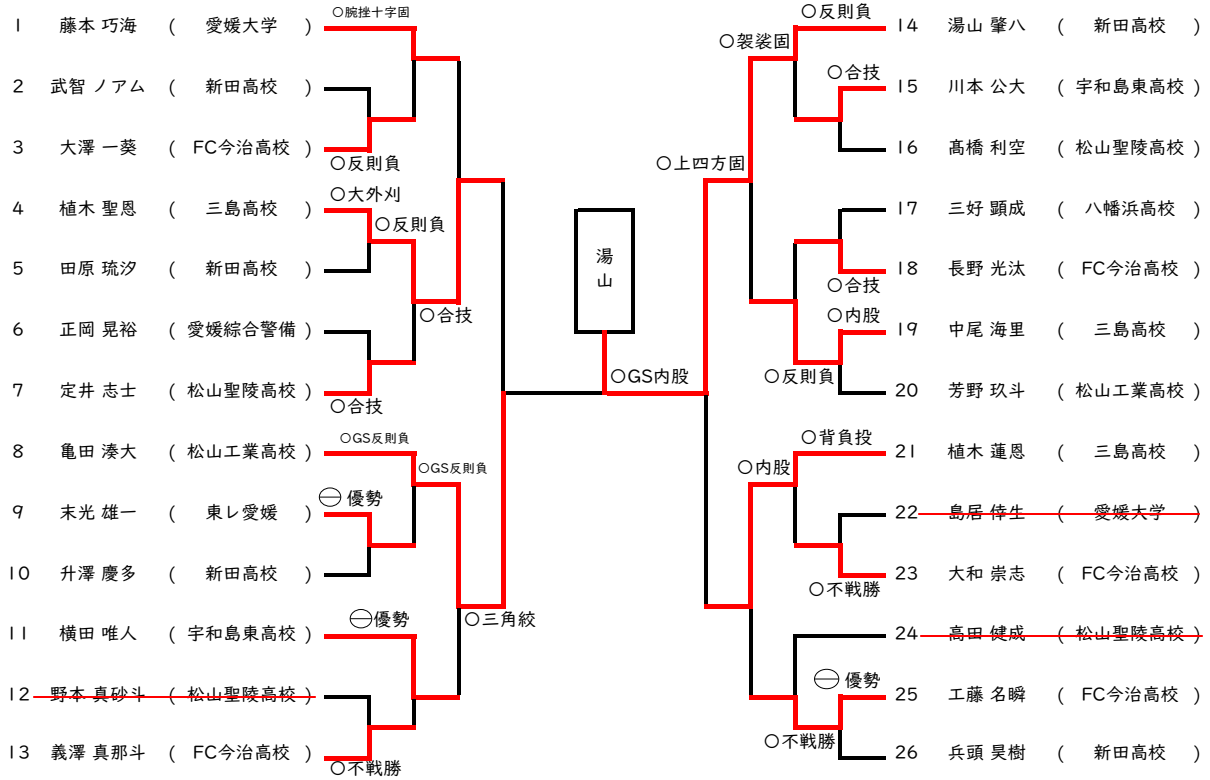 ○腕挫十字固
1 藤本 巧海 ( 愛媛大学 )
2 武智 ノアム ( 新田高校 )
3 大澤 一葵 ( FC今治高校 )
○反則負
○大外刈
4 植木 聖恩 ( 三島高校 )
○反則負
5 田原 琉汐 ( 新田高校 )
○合技
6 正岡 晃裕 ( 愛媛綜合警備 )
7 定井 志士 ( 松山聖陵高校 )
○合技
○GS反則負
8 亀田 湊大 ( 松山工業高校 )
○GS反則負
㊀優勢
9 末光 雄一 ( 東レ愛媛 )
10 升澤 慶多 ( 新田高校 )
㊀優勢
○三角絞
11 横田 唯人 ( 宇和島東高校 )
12 野本 真砂斗 ( 松山聖陵高校 )
13 義澤 真那斗 ( FC今治高校 )
○不戦勝
湯山
○GS内股
○反則負
14 湯山 肇八 ( 新田高校 )
○袈裟固
○合技
15 川本 公大 ( 宇和島東高校 )
16 髙橋 利空 ( 松山聖陵高校 )
○上四方固
17 三好 顕成 ( 八幡浜高校 )
18 長野 光汰 ( FC今治高校 )
○合技
○内股
19 中尾 海里 ( 三島高校 )
○反則負
20 芳野 玖斗 ( 松山工業高校 )
○背負投
21 植木 蓮恩 ( 三島高校 )
○内股
22 島居 倖生 ( 愛媛大学 )
23 大和 崇志 ( FC今治高校 )
○不戦勝
24 高田 健成 ( 松山聖陵高校 )
㊀優勢
25 工藤 名瞬 ( FC今治高校 )
○不戦勝
26 兵頭 昊樹 ( 新田高校 )